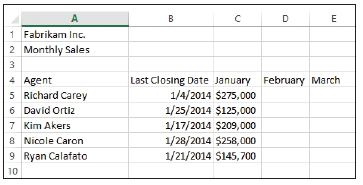 A B C D E
1 Fabrikam Inc.
2 Monthly Sales
3
4 Agent Last Closing Date January February March
5 Richard Carey 1/4/2014 $275,000
6 David Ortiz 1/25/2014 $125,000
7 Kim Akers 1/17/2014 $209,000
8 Nicole Caron 1/28/2014 $258,000
9 Ryan Calafato 1/21/2014 $145,700
10